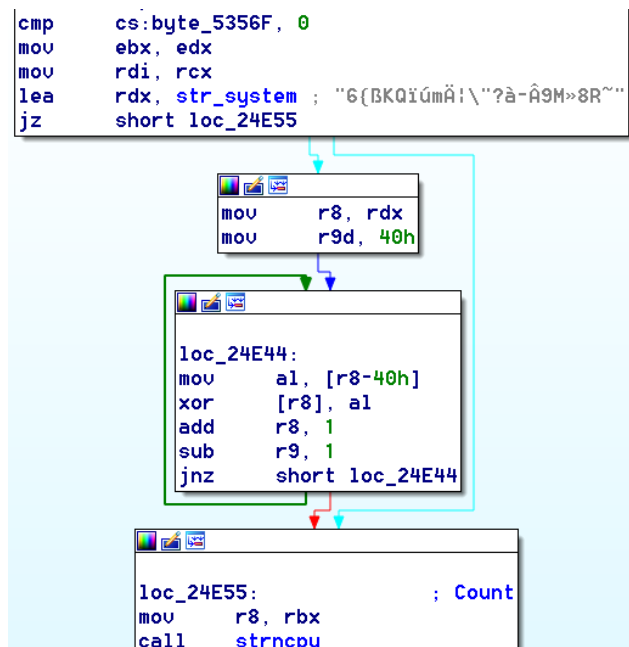 cmp cs:byte_5356F, 0
mov ebx, edx
mov rdi, rcx
lea rdx, str_system ; "6{ßKQïúmÄ¦\"?à-Â9M»8R~"
jz short loc_24E55
mov r8, rdx
mov r9d, 40h
loc_24E44:
mov al, [r8-40h]
xor [r8], al
add r8, 1
sub r9, 1
jnz short loc_24E44
loc_24E55: ; Count
mov r8, rbx
call strncpy